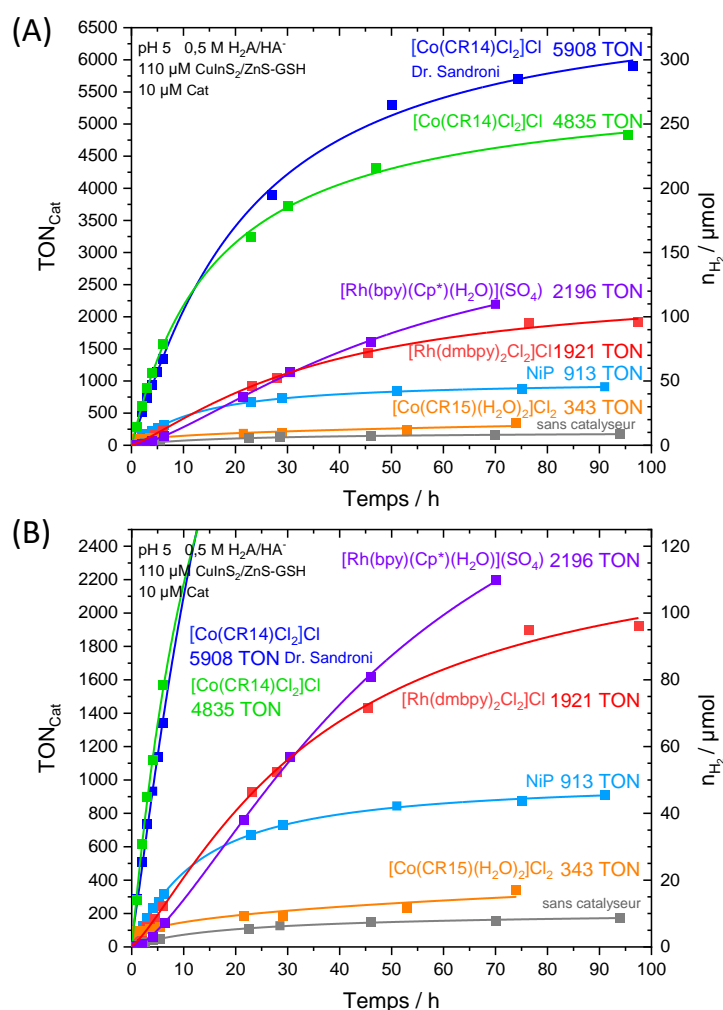 (A)
pH 5 0,5 M H₂A/HA⁻
110 µM CuInS₂/ZnS-GSH
10 µM Cat
[Co(CR14)Cl₂]Cl 5908 TON
Dr. Sandroni
[Co(CR14)Cl₂]Cl 4835 TON
[Rh(bpy)(Cp*)(H₂O)](SO₄) 2196 TON
[Rh(dmbpy)₂Cl₂]Cl 1921 TON
NiP 913 TON
[Co(CR15)(H₂O)₂]Cl₂ 343 TON
sans catalyseur
TON_Cat
6500
6000
5500
5000
4500
4000
3500
3000
2500
2000
1500
1000
500
0
300
250
200
150
100
50
0
n_H₂ / µmol
0 10 20 30 40 50 60 70 80 90 100
Temps / h
(B)
pH 5 0,5 M H₂A/HA⁻
110 µM CuInS₂/ZnS-GSH
10 µM Cat
[Co(CR14)Cl₂]Cl
5908 TON Dr. Sandroni
[Co(CR14)Cl₂]Cl
4835 TON
[Rh(bpy)(Cp*)(H₂O)](SO₄) 2196 TON
[Rh(dmbpy)₂Cl₂]Cl 1921 TON
NiP 913 TON
[Co(CR15)(H₂O)₂]Cl₂ 343 TON
sans catalyseur
TON_Cat
2400
2200
2000
1800
1600
1400
1200
1000
800
600
400
200
0
120
100
80
60
40
20
0
n_H₂ / µmol
0 10 20 30 40 50 60 70 80 90 100
Temps / h